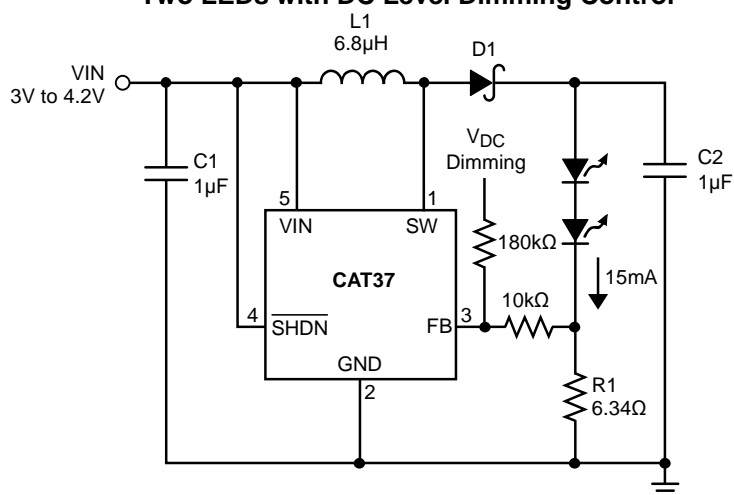 Two LEDs with DC Level Dimming Control
L1
6.8µH
D1
VIN
3V to 4.2V
C1
1µF
VDC
Dimming
C2
1µF
5
1
VIN
SW
180kΩ
CAT37
15mA
10kΩ
4
SHDN
FB
3
GND
2
R1
6.34Ω